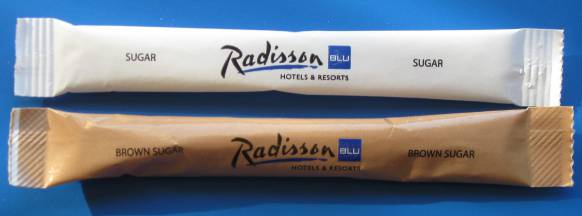 SUGAR Radisson BLU SUGAR
HOTELS & RESORTS
BROWN SUGAR Radisson BLU BROWN SUGAR
HOTELS & RESORTS